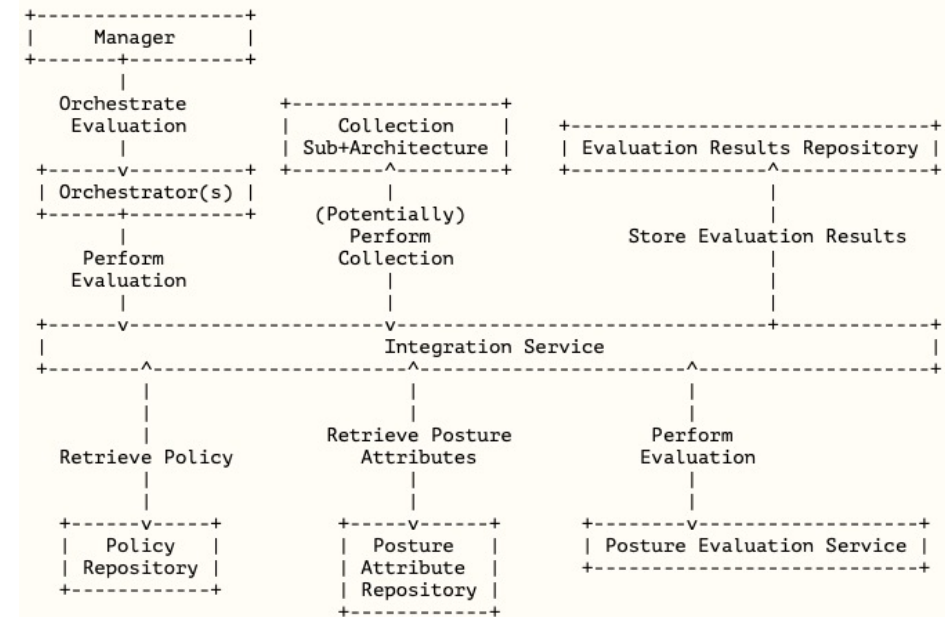 +-------------------+
|     Manager      |
+-------+----------+
|
Orchestrate
Evaluation
|
+-------v----------+
| Orchestrator(s) |
+-------+----------+
|
Perform
Evaluation
|
+------------------+
|    Collection    |
| Sub+Architecture |
+--------^---------+
|
(Potentially)
Perform
Collection
|
|
+-------------------------------+
| Evaluation Results Repository |
+------------------^------------+
|
|
Store Evaluation Results
|
|
|
+------v----------------------v--------------------------------+-------------+
|                             Integration Service                            |
+--------^----------------------^-----------------------^--------------------+
|
|
|
Retrieve Policy
|
|
+------v-----+
|   Policy   |
| Repository |
+------------+
|
|
Retrieve Posture
Attributes
|
|
+-----v------+
|  Posture   |
| Attribute  |
| Repository |
+------------+
|
|
Perform
Evaluation
|
|
+--------v-------------------+
| Posture Evaluation Service |
+----------------------------+